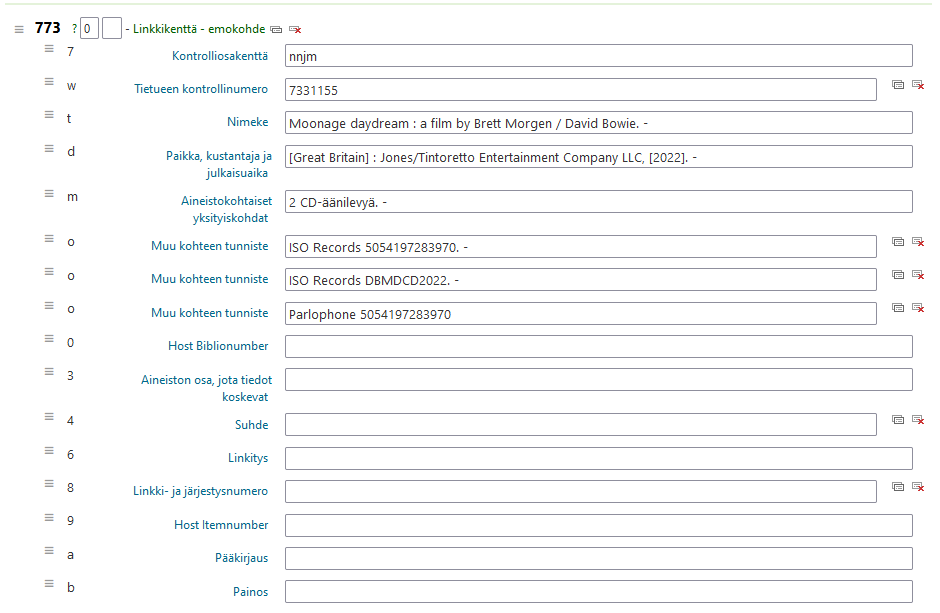 773 ? 0 - Linkkikenttä - emokohde
7 Kontrolliosakenttä nnjm
w Tietueen kontrollinumero 7331155
t Nimeke Moonage daydream : a film by Brett Morgen / David Bowie. -
d Paikka, kustantaja ja julkaisuaika [Great Britain] : Jones/Tintoretto Entertainment Company LLC, [2022]. -
m Aineistokohtaiset yksityiskohdat 2 CD-äänilevyä. -
o Muu kohteen tunniste ISO Records 5054197283970. -
o Muu kohteen tunniste ISO Records DBMDCD2022. -
o Muu kohteen tunniste Parlophone 5054197283970
0 Host Biblionumber
3 Aineiston osa, jota tiedot koskevat
4 Suhde
6 Linkitys
8 Linkki- ja järjestysnumero
9 Host Itemnumber
a Pääkirjaus
b Painos